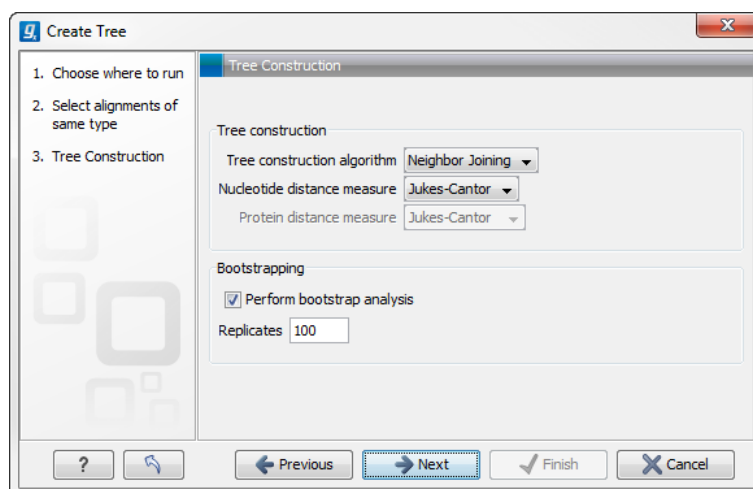 Create Tree
1. Choose where to run
2. Select alignments of
same type
3. Tree Construction
Tree Construction
Tree construction
Tree construction algorithm Neighbor Joining
Nucleotide distance measure Jukes-Cantor
Protein distance measure Jukes-Cantor
Bootstrapping
Perform bootstrap analysis
Replicates 100
? Previous Next Finish Cancel